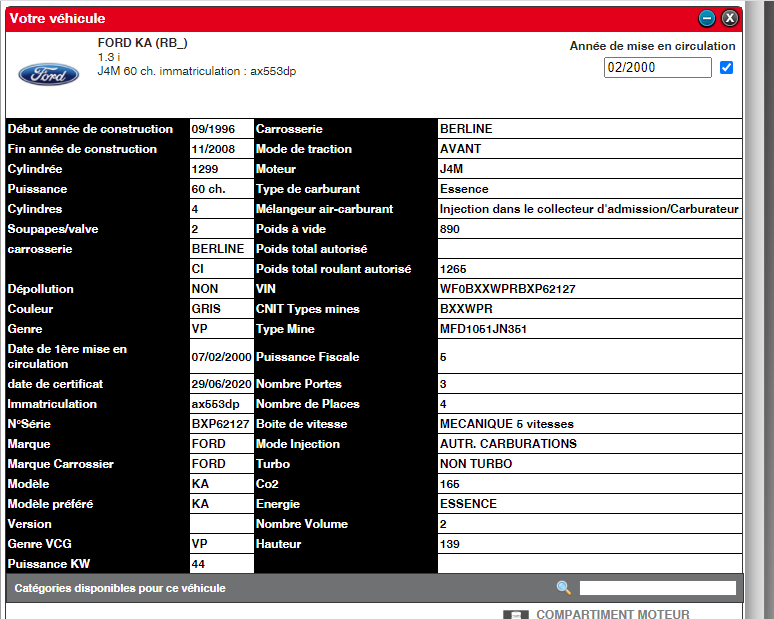 Votre véhicule
FORD KA (RB_)
1.3 i
J4M 60 ch. immatriculation : ax553dp
Ford
Année de mise en circulation
02/2000
Début année de construction 09/1996 Carrosserie BERLINE
Fin année de construction 11/2008 Mode de traction AVANT
Cylindrée 1299 Moteur J4M
Puissance 60 ch. Type de carburant Essence
Cylindres 4 Mélangeur air-carburant Injection dans le collecteur d'admission/Carburateur
Soupapes/valve 2 Poids à vide 890
carrosserie BERLINE Poids total autorisé
CI Poids total roulant autorisé 1265
Dépollution NON VIN WF0BXXWPRBXP62127
Couleur GRIS CNIT Types mines BXXWPR
Genre VP Type Mine MFD1051JN351
Date de 1ère mise en
circulation 07/02/2000 Puissance Fiscale 5
date de certificat 29/06/2020 Nombre Portes 3
Immatriculation ax553dp Nombre de Places 4
N°Série BXP62127 Boite de vitesse MECANIQUE 5 vitesses
Marque FORD Mode Injection AUTR. CARBURATIONS
Marque Carrossier FORD Turbo NON TURBO
Modèle KA Co2 165
Modèle préféré KA Energie ESSENCE
Version Nombre Volume 2
Genre VCG VP Hauteur 139
Puissance KW 44
Catégories disponibles pour ce véhicule
COMPARTIMENT MOTEUR